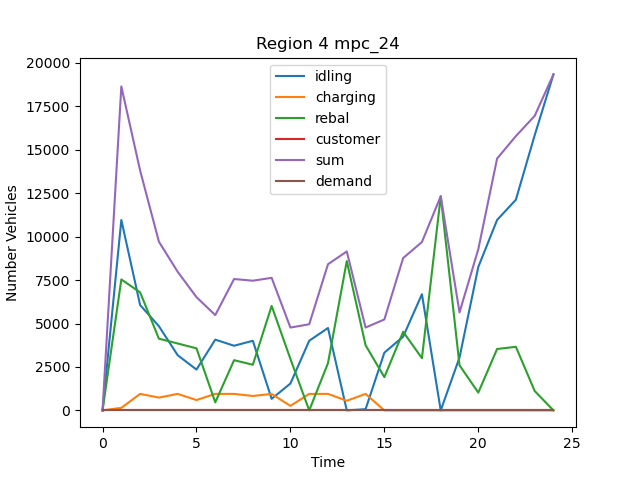 Region 4 mpc_24
Number Vehicles
20000
17500
15000
12500
10000
7500
5000
2500
0
idling
charging
rebal
customer
sum
demand
0 5 10 15 20 25
Time